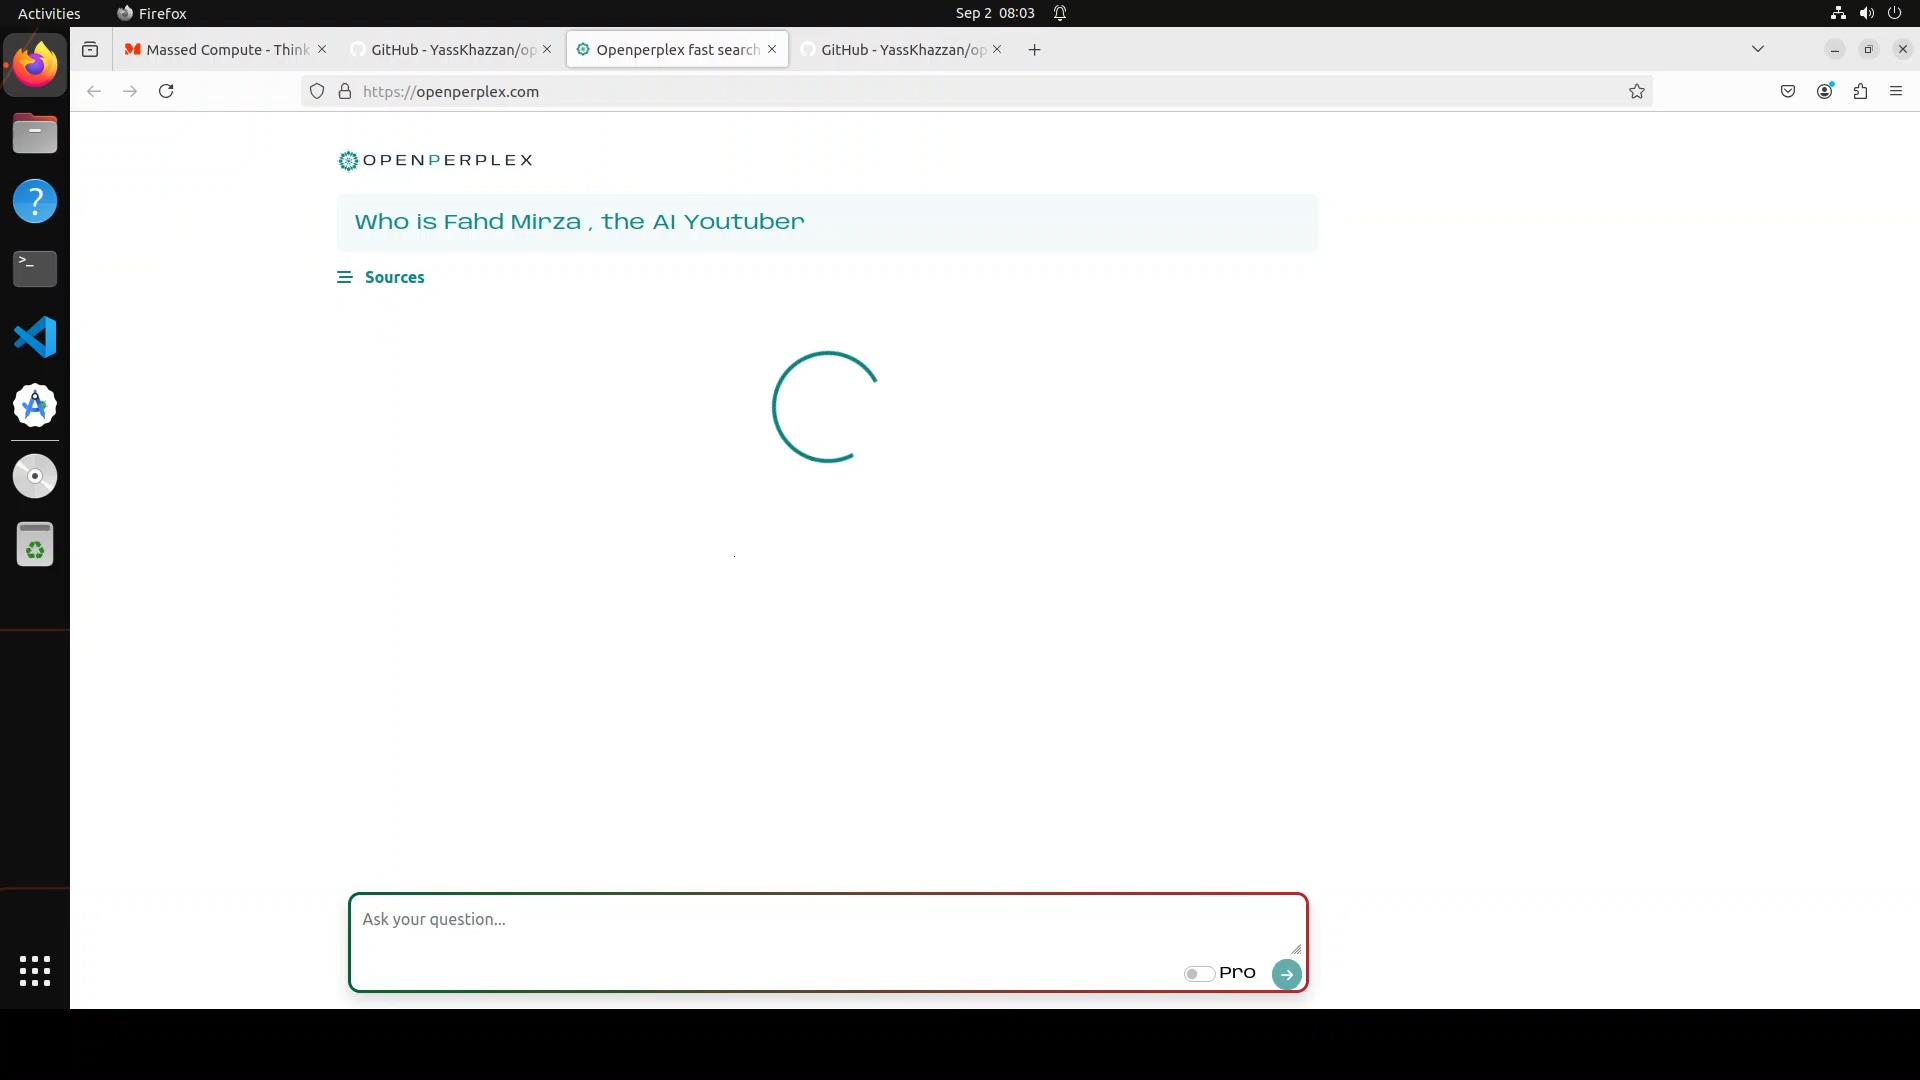 Activities
Firefox
Sep 2 08:03
Massed Compute - Think
GitHub - YassKhazzan/op
Openperplex fast search
GitHub - YassKhazzan/op
https://openperplex.com
OPENPERPLEX
Who is Fahd Mirza , the AI Youtuber
Sources
Ask your question...
Pro